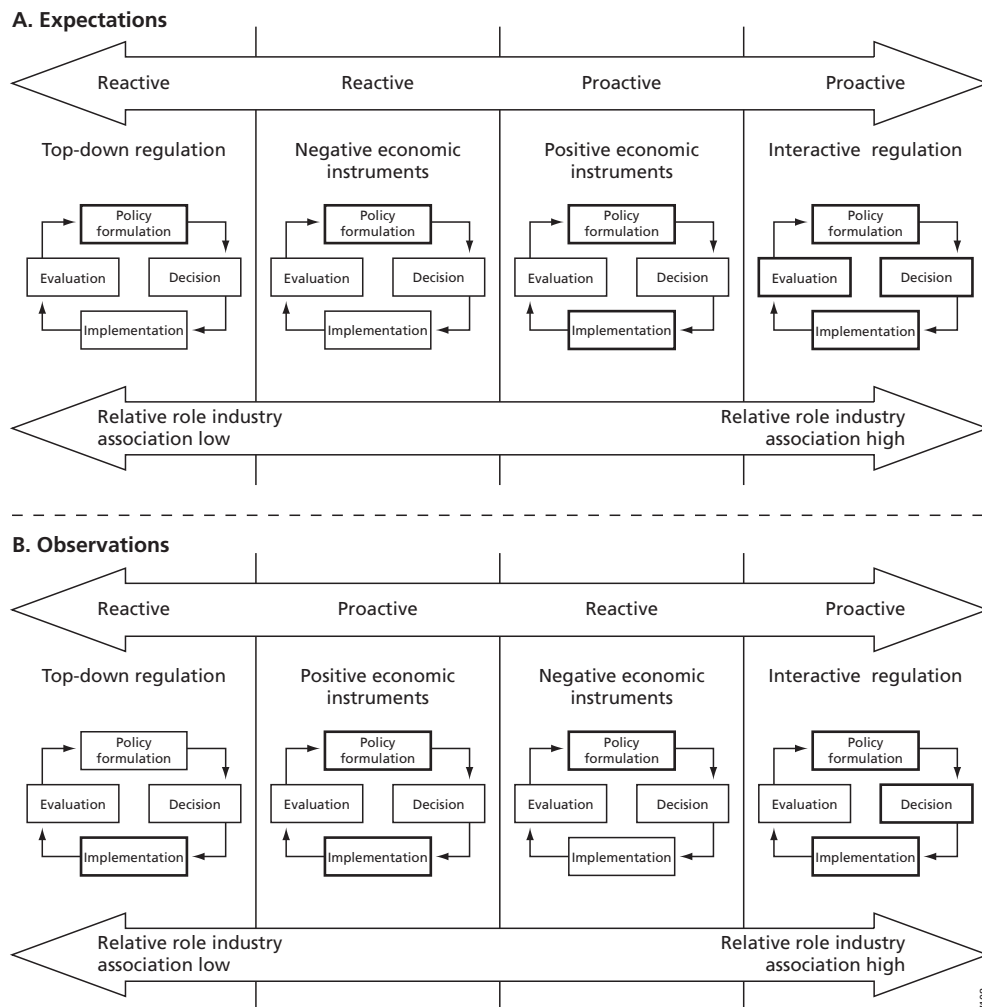 A. Expectations
Reactive
Reactive
Proactive
Proactive
Top-down regulation
Negative economic
instruments
Positive economic
instruments
Interactive regulation
Policy
formulation
Evaluation
Decision
Implementation
Policy
formulation
Evaluation
Decision
Implementation
Policy
formulation
Evaluation
Decision
Implementation
Policy
formulation
Evaluation
Decision
Implementation
Relative role industry
association low
Relative role industry
association high
B. Observations
Reactive
Proactive
Reactive
Proactive
Top-down regulation
Positive economic
instruments
Negative economic
instruments
Interactive regulation
Policy
formulation
Evaluation
Decision
Implementation
Policy
formulation
Evaluation
Decision
Implementation
Policy
formulation
Evaluation
Decision
Implementation
Policy
formulation
Evaluation
Decision
Implementation
Relative role industry
association low
Relative role industry
association high